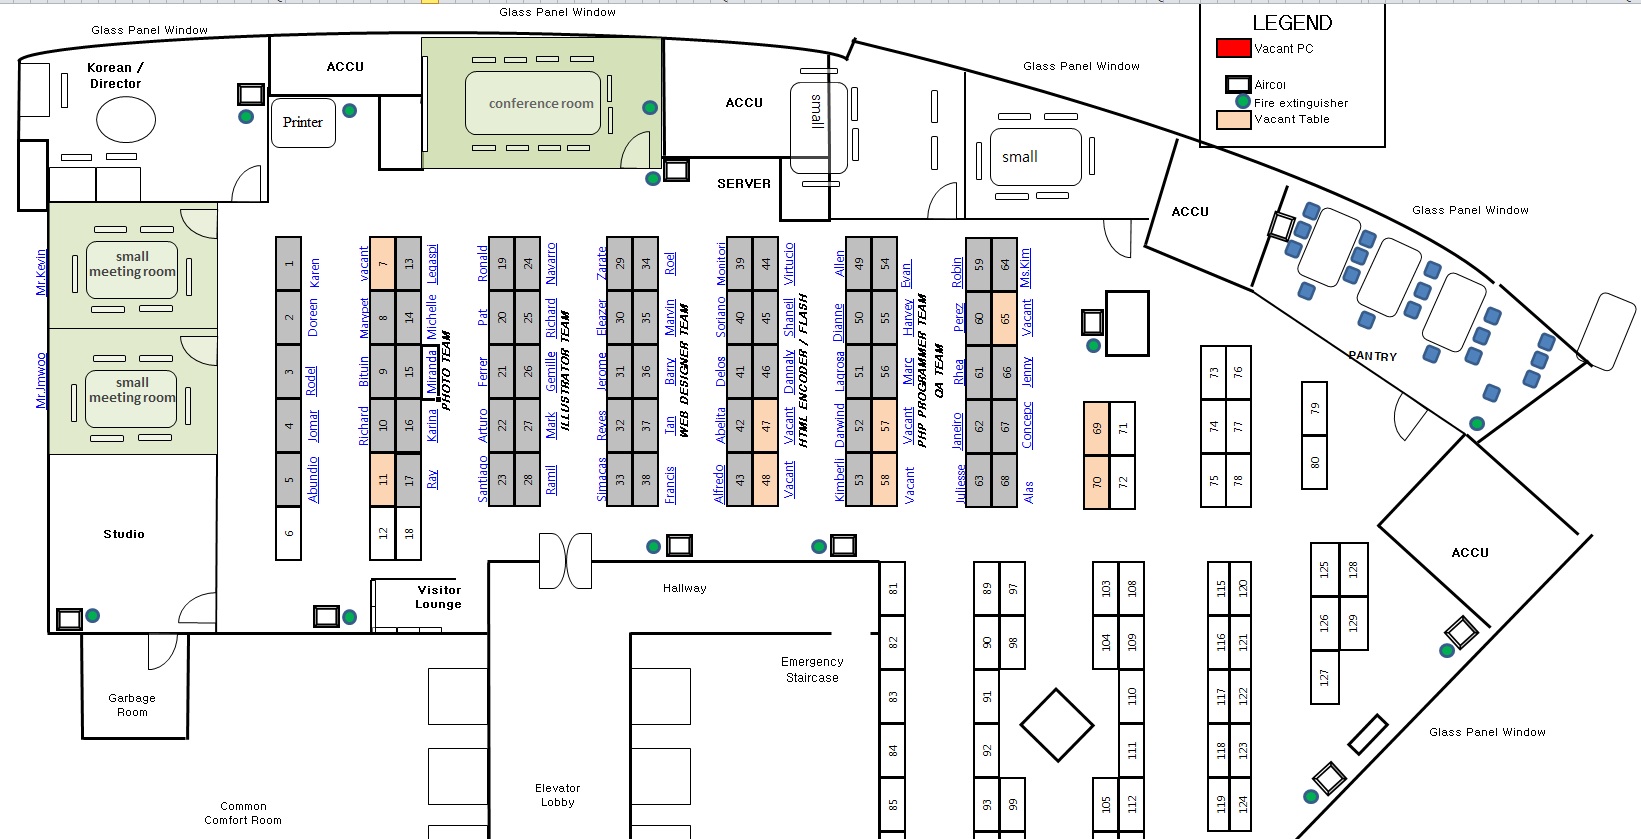 Glass Panel Window
Glass Panel Window
Glass Panel Window
Glass Panel Window
Glass Panel Window
LEGEND
Vacant PC
Aircor
Fire extinguisher
Vacant Table
Korean /
Director
ACCU
Printer
conference room
ACCU
SERVER
small
small
ACCU
PANTRY
ACCU
Mr.Kevin
small
meeting room
Mr.Imwoo
small
meeting room
Studio
1 2 3 4 5 6
Karen
Doreen
Rodel
Jomar
Abundio
vacant
Marypet
Bituin
Richard
7 8 9 10 11 12
13 14 15 16 17 18
Legaspi
Michelle
Miranda
Karina
Ray
PHOTO TEAM
Ronald
Pat
Ferrer
Arturo
Santiago
19 20 21 22 23
24 25 26 27 28
Navarro
Richard
Gemille
Mark
Ramil
ILLUSTRATOR TEAM
Zarate
Eleazer
Jerome
Reyes
Simacas
29 30 31 32 33
34 35 36 37 38
Roel
Marvin
Barry
Tan
Francis
WEB DESIGNER TEAM
Monitori
Soriano
Delos
Abelita
Alfredo
39 40 41 42 43
44 45 46 47 48
Virtucio
Shanell
Dannaly
Vacant
Vacant
HTML ENCODER / FLASH
Allen
Dianne
Lagrosa
Darwind
Kimberli
49 50 51 52 53
54 55 56 57 58
Evan
Harvey
Marc
Vacant
Vacant
PHP PROGRAMMER TEAM
QA TEAM
Robin
Perez
Rhea
Janeiro
Juliesse
59 60 61 62 63
64 65 66 67 68
Ms.Kim
Vacant
Jenny
Concepc
Alas
69 70
71 72
73 74 75
76 77 78
79 80
Visitor
Lounge
Hallway
Emergency
Staircase
Elevator
Lobby
Garbage
Room
Common
Comfort Room
81 82 83 84 85
89 90 91 92 93
97 98 99
103 104 105
108 109 110 111 112
115 116 117 118 119
120 121 122 123 124
125 126 127
128 129